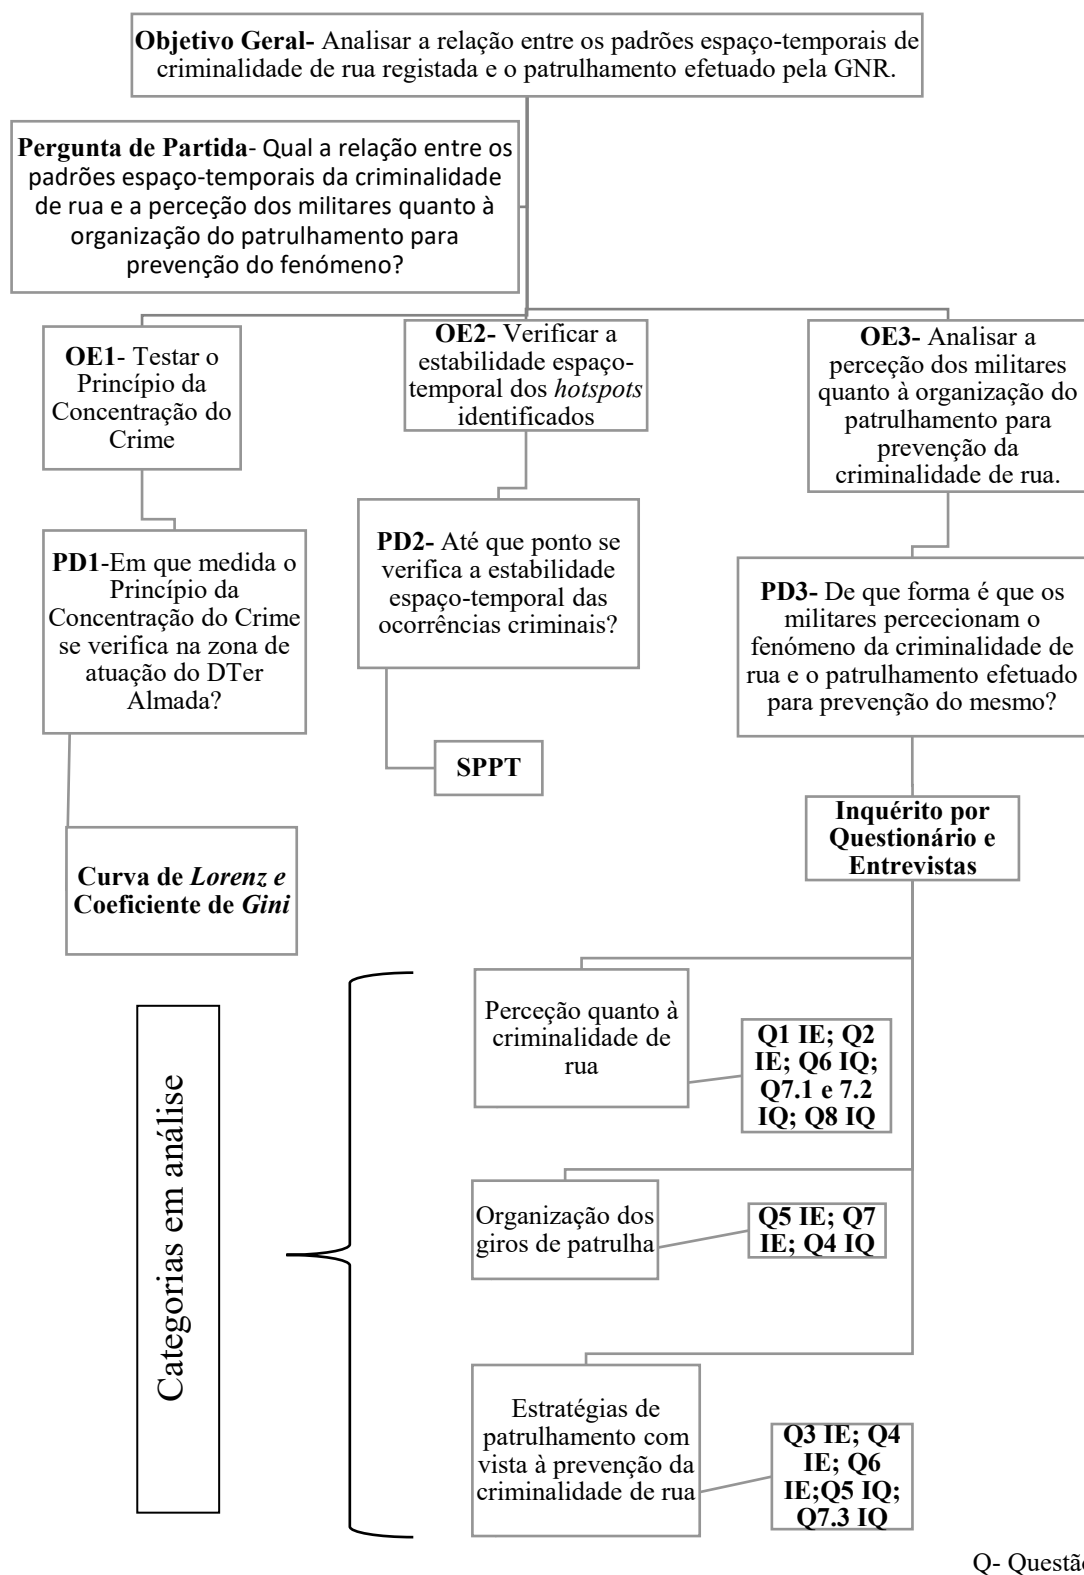 Objetivo Geral- Analisar a relação entre os padrões espaço-temporais de
criminalidade de rua registada e o patrulhamento efetuado pela GNR.
Pergunta de Partida- Qual a relação entre os
padrões espaço-temporais da criminalidade
de rua e a perceção dos militares quanto à
organização do patrulhamento para
prevenção do fenómeno?
OE1- Testar o
Princípio da
Concentração do
Crime
OE2- Verificar a
estabilidade espaço-
temporal dos hotspots
identificados
OE3- Analisar a
perceção dos militares
quanto à organização do
patrulhamento para
prevenção da
criminalidade de rua.
PD1-Em que medida o
Princípio da
Concentração do Crime
se verifica na zona de
atuação do DTer
Almada?
PD2- Até que ponto se
verifica a estabilidade
espaço-temporal das
ocorrências criminais?
PD3- De que forma é que os
militares percecionam o
fenómeno da criminalidade de
rua e o patrulhamento efetuado
para prevenção do mesmo?
SPPT
Curva de Lorenz e
Coeficiente de Gini
Inquérito por
Questionário e
Entrevistas
Categorias em análise
Perceção quanto à
criminalidade de
rua
Q1 IE; Q2
IE; Q6 IQ;
Q7.1 e 7.2
IQ; Q8 IQ
Organização dos
giros de patrulha
Q5 IE; Q7
IE; Q4 IQ
Estratégias de
patrulhamento com
vista à prevenção da
criminalidade de rua
Q3 IE; Q4
IE; Q6
IE;Q5 IQ;
Q7.3 IQ
Q- Questão